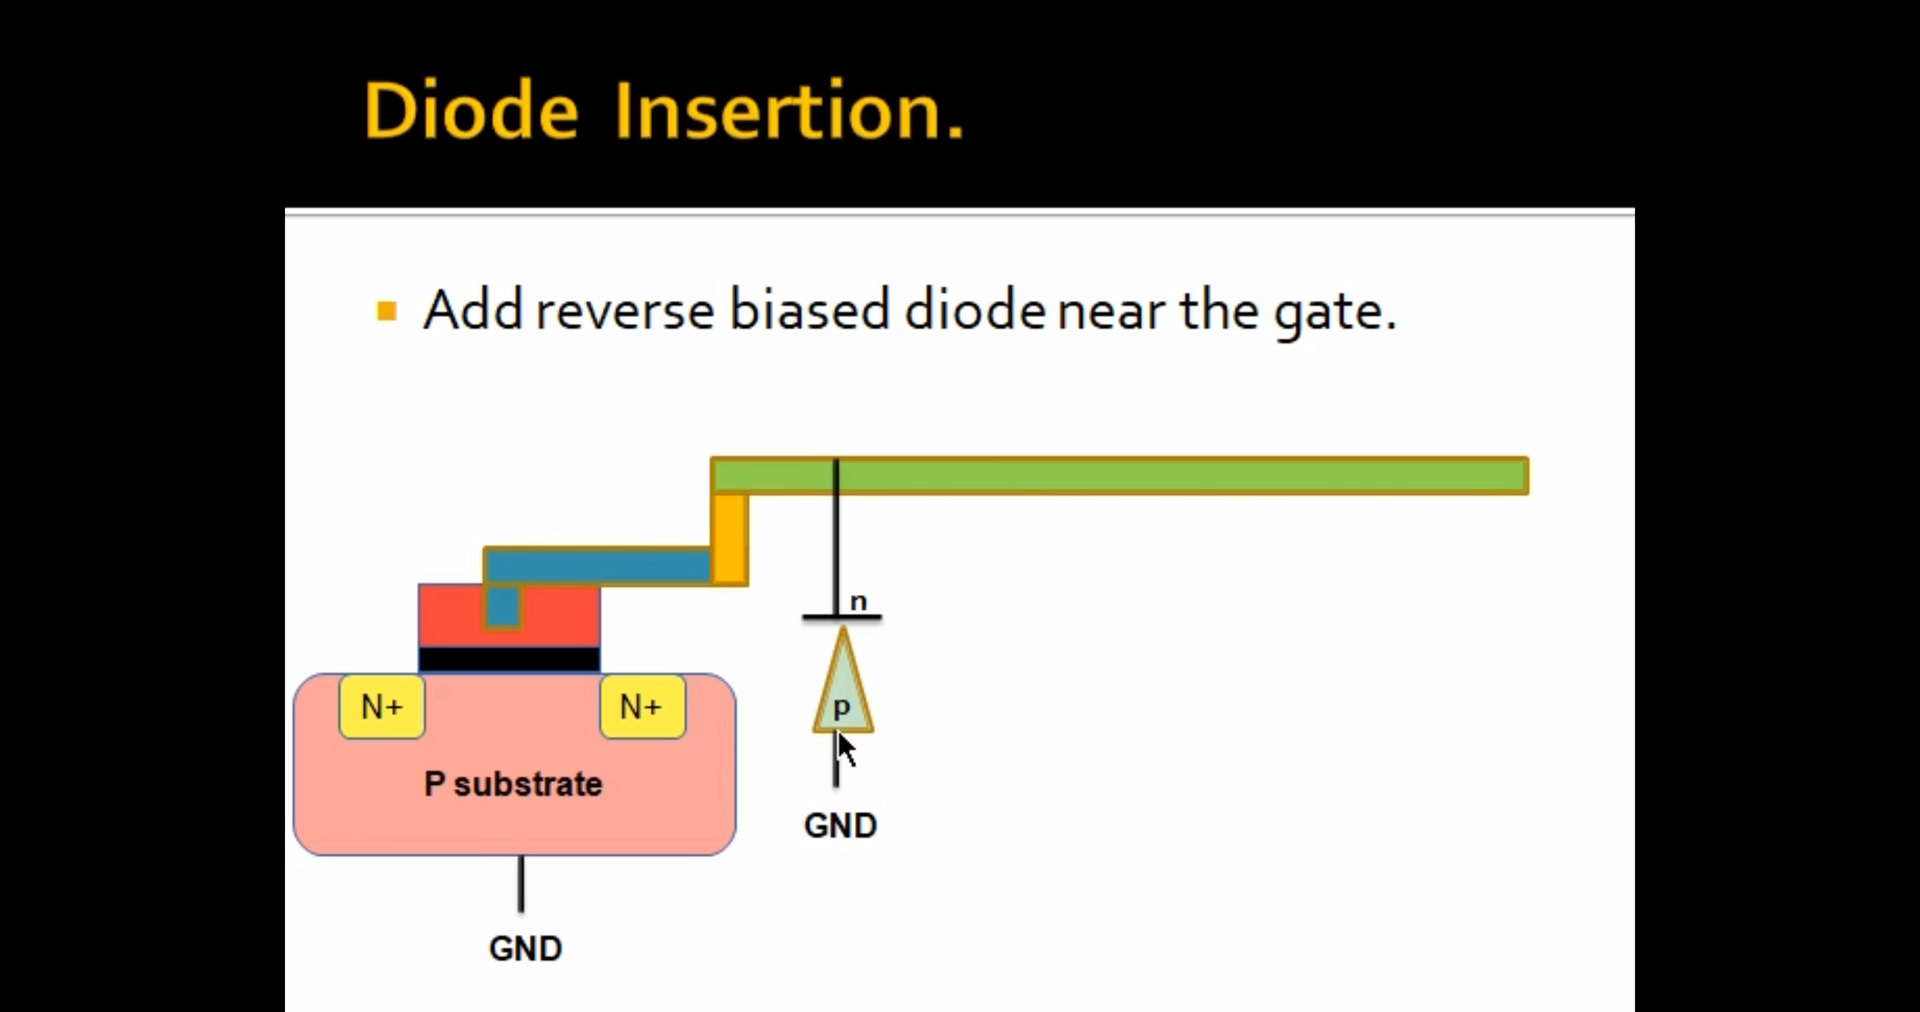 Diode Insertion.
Add reverse biased diode near the gate.
n
N+
N+
p
P substrate
GND
GND